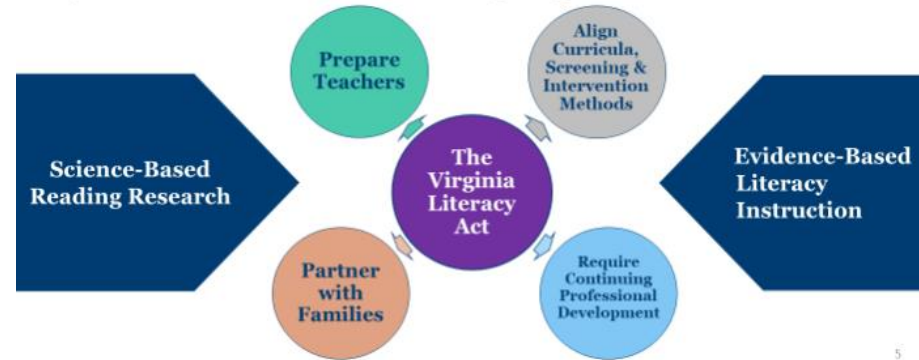 Science-Based
Reading Research
Prepare
Teachers
Align
Curricula,
Screening &
Intervention
Methods
The
Virginia
Literacy
Act
Partner
with
Families
Require
Continuing
Professional
Development
Evidence-Based
Literacy
Instruction
5